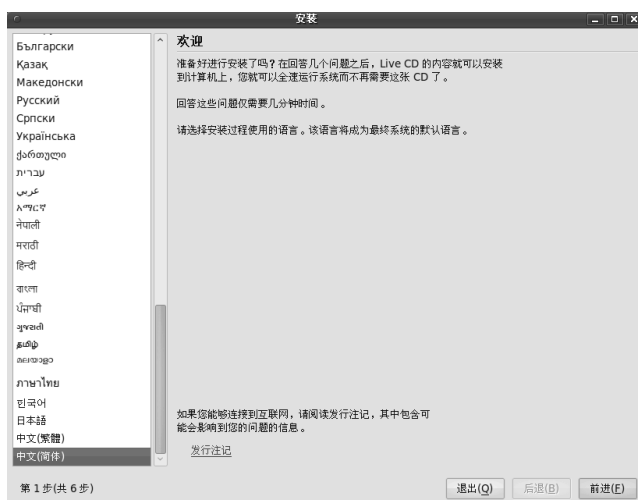 安装
Български
Қазақ
Македонски
Русский
Српски
Українська
ქართული
עברית
عربي
አማርኛ
नेपाली
मराठी
हिन्दी
বাংলা
ਪੰਜਾਬੀ
ગુજરાતી
தமிழ்
മലയാളം
ภาษาไทย
한국어
日本語
中文(繁體)
中文(简体)
欢迎
准备好进行安装了吗？在回答几个问题之后，Live CD 的内容就可以安装
到计算机上，您就可以全速运行系统而不再需要这张 CD 了。
回答这些问题仅需要几分钟时间。
请选择安装过程使用的语言。该语言将成为最终系统的默认语言。
如果您能够连接到互联网，请阅读发行注记，其中包含可
能会影响到您的问题的信息。
发行注记
第 1 步(共 6 步)
退出(Q)
后退(B)
前进(F)